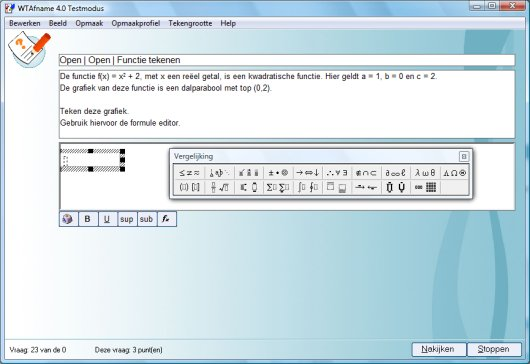 WTAfname 4.0 Testmodus
Bewerken Beeld Opmaak Opmaakprofiel Tekengrootte Help
Open | Open | Functie tekenen
De functie f(x) = x² + 2, met x een reëel getal, is een kwadratische functie. Hier geldt a = 1, b = 0 en c = 2.
De grafiek van deze functie is een dalparabool met top (0,2).
Teken deze grafiek.
Gebruik hiervoor de formule editor.
Vergelijking
B U sup sub fx
Vraag: 23 van de 0 Deze vraag: 3 punt(en) Nakijken Stoppen